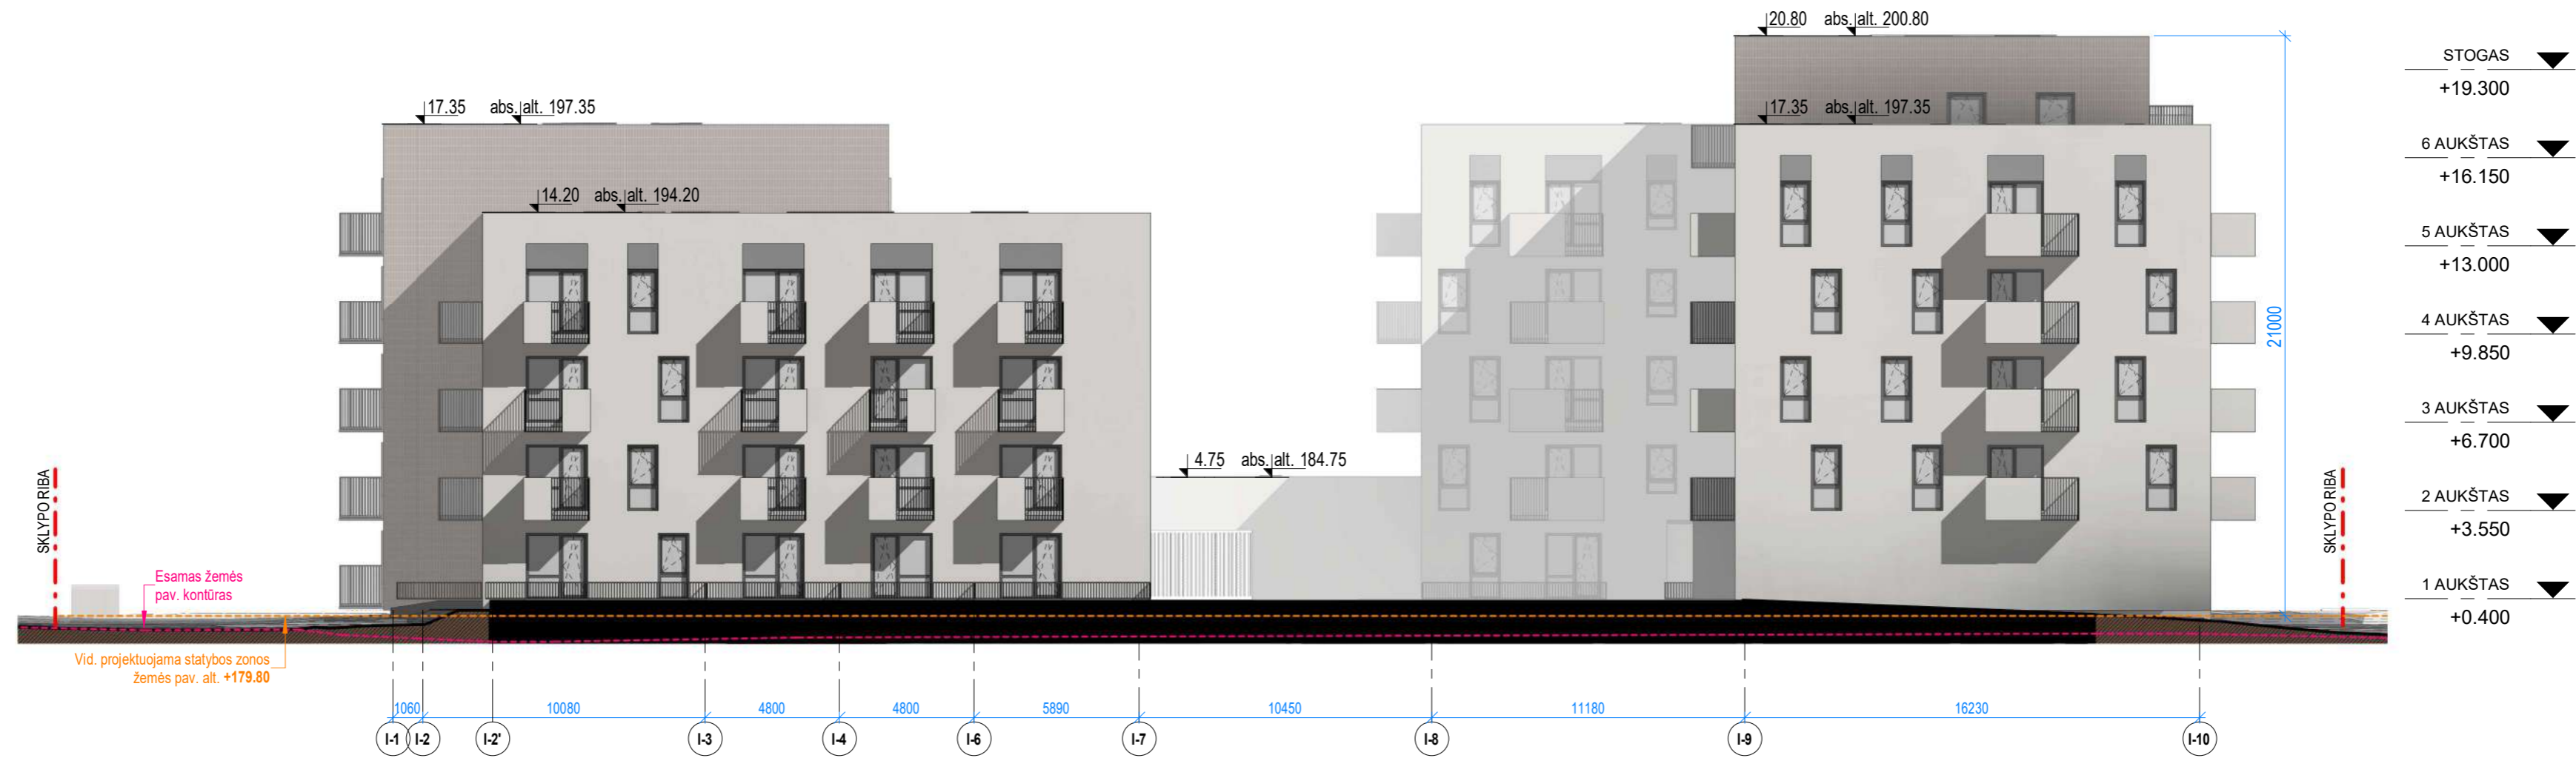 20.80 abs. alt. 200.80
17.35 abs. alt. 197.35
17.35 abs. alt. 197.35
14.20 abs. alt. 194.20
4.75 abs. alt. 184.75
21000
STOGAS
+19.300
6 AUKŠTAS
+16.150
5 AUKŠTAS
+13.000
4 AUKŠTAS
+9.850
3 AUKŠTAS
+6.700
2 AUKŠTAS
+3.550
1 AUKŠTAS
+0.400
SKLYPO RIBA
SKLYPO RIBA
Esamas žemės
pav. kontūras
Vid. projektuojama statybos zonos
žemės pav. alt. +179.80
1060 10080 4800 4800 5890 10450 11180 16230
I-1 I-2 I-2' I-3 I-4 I-6 I-7 I-8 I-9 I-10